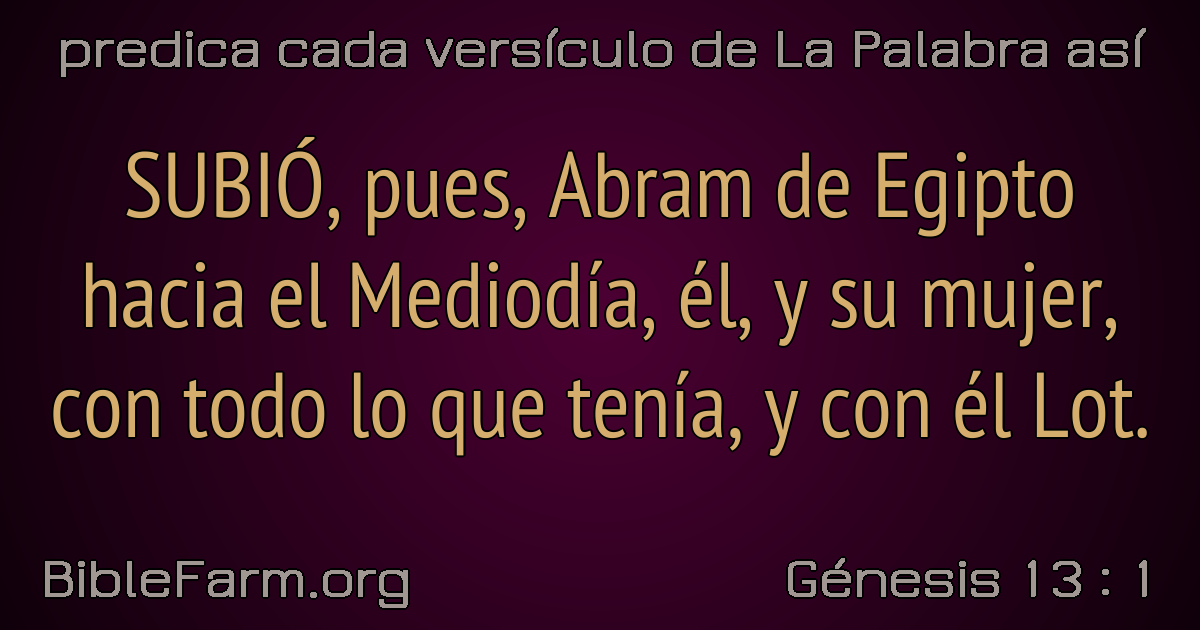 predica cada versículo de La Palabra así
SUBIÓ, pues, Abram de Egipto
hacia el Mediodía, él, y su mujer,
con todo lo que tenía, y con él Lot.
BibleFarm.org
Génesis 13 : 1